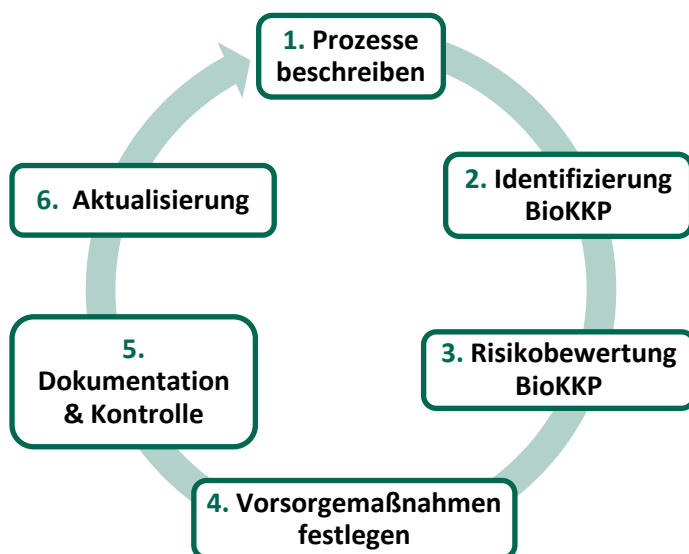 1. Prozesse
beschreiben
2. Identifizierung
BioKKP
3. Risikobewertung
BioKKP
4. Vorsorgemaßnahmen
festlegen
5.
Dokumentation
& Kontrolle
6. Aktualisierung